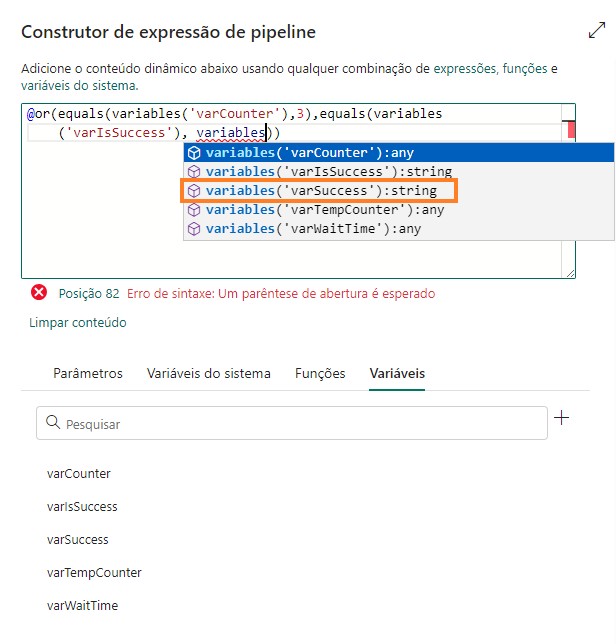 Construtor de expressão de pipeline
Adicione o conteúdo dinâmico abaixo usando qualquer combinação de expressões, funções e
variáveis do sistema.
@or(equals(variables('varCounter'),3),equals(variables
('varIsSuccess'), variables))
variables('varCounter'):any
variables('varIsSuccess'):string
variables('varSuccess'):string
variables('varTempCounter'):any
variables('varWaitTime'):any
Posição 82 Erro de sintaxe: Um parêntese de abertura é esperado
Limpar conteúdo
Parâmetros Variáveis do sistema Funções Variáveis
Pesquisar
varCounter
varIsSuccess
varSuccess
varTempCounter
varWaitTime